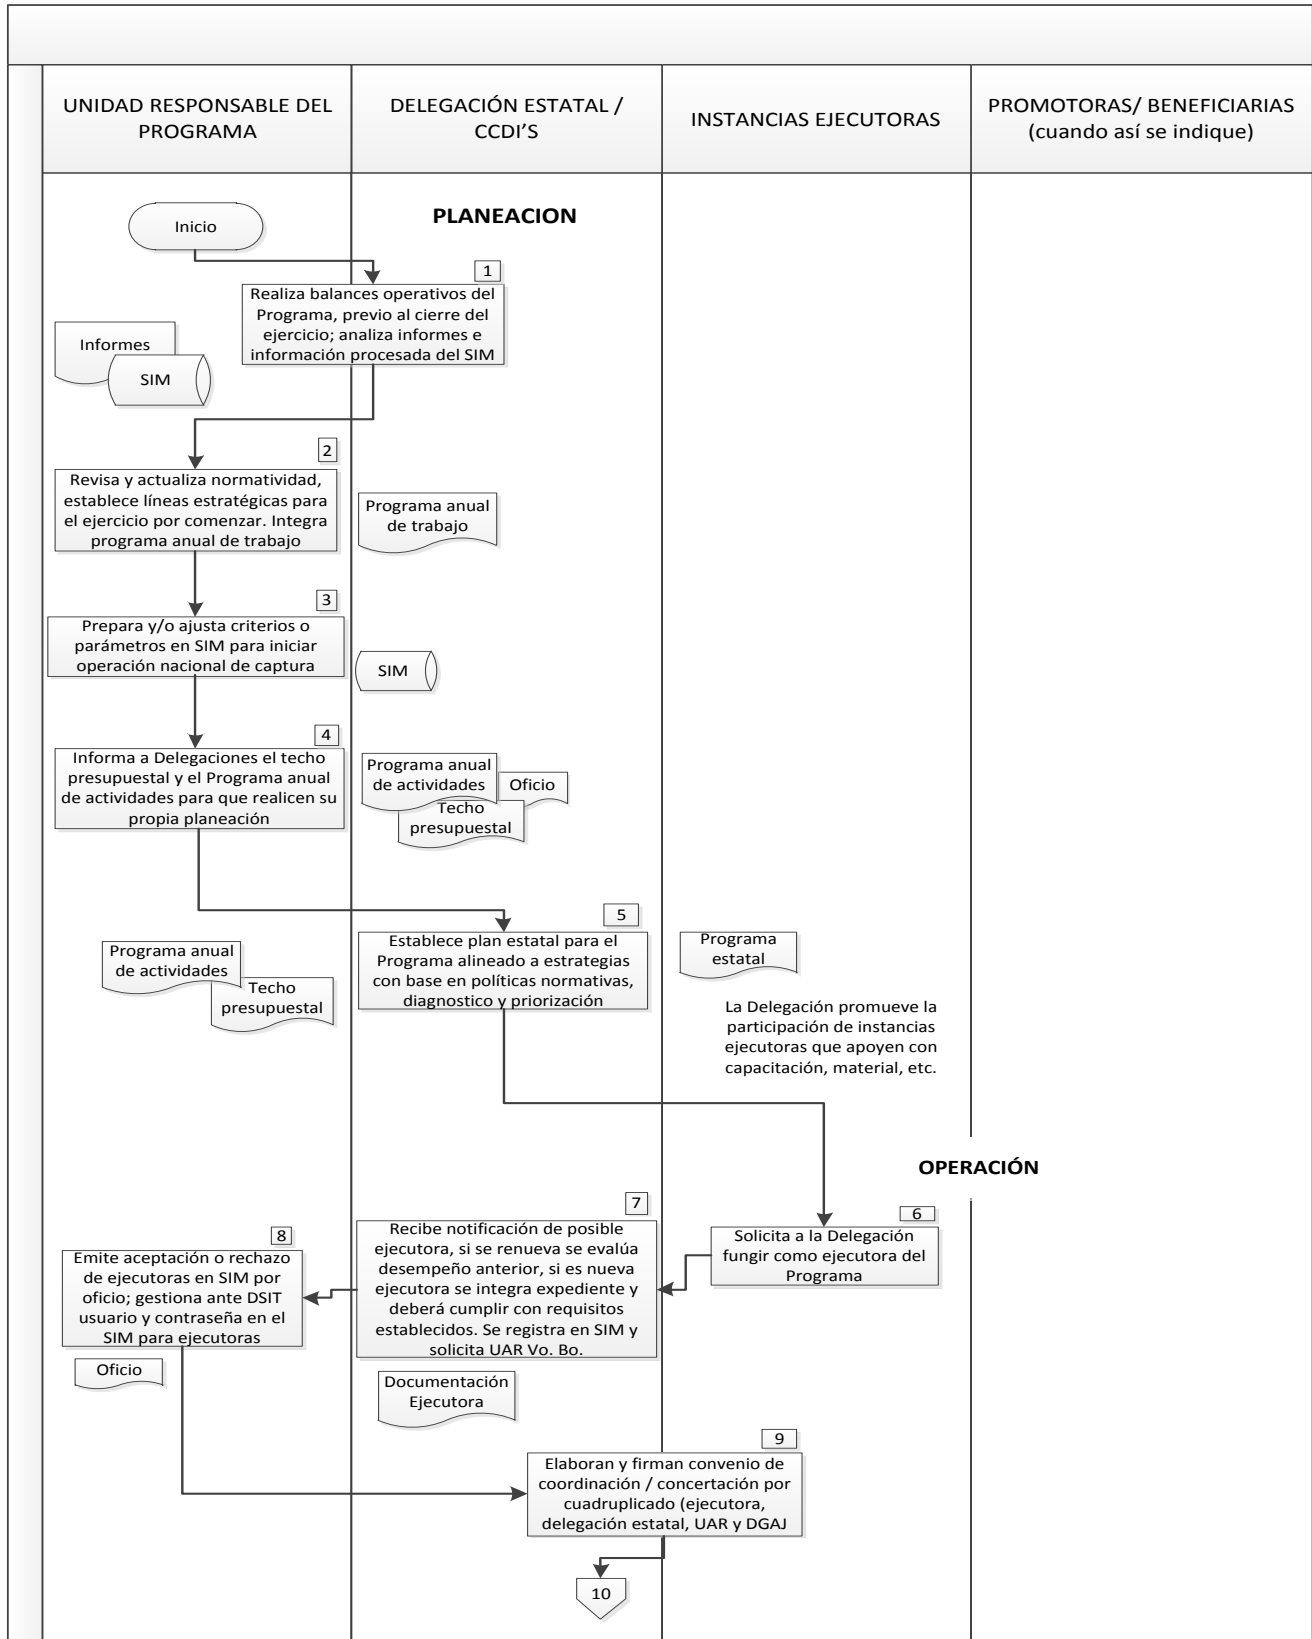 UNIDAD RESPONSABLE DEL
PROGRAMA
DELEGACIÓN ESTATAL /
CCDI'S
INSTANCIAS EJECUTORAS
PROMOTORAS/ BENEFICIARIAS
(cuando así se indique)
PLANEACION
Inicio
1
Realiza balances operativos del
Programa, previo al cierre del
ejercicio; analiza informes e
información procesada del SIM
Informes
SIM
2
Revisa y actualiza normatividad,
establece líneas estratégicas para
el ejercicio por comenzar. Integra
programa anual de trabajo
Programa anual
de trabajo
3
Prepara y/o ajusta criterios o
parámetros en SIM para iniciar
operación nacional de captura
SIM
4
Informa a Delegaciones el techo
presupuestal y el Programa anual
de actividades para que realicen su
propia planeación
Programa anual
de actividades
Oficio
Techo
presupuestal
5
Establece plan estatal para el
Programa alineado a estrategias
con base en políticas normativas,
diagnostico y priorización
Programa anual
de actividades
Techo
presupuestal
Programa
estatal
La Delegación promueve la
participación de instancias
ejecutoras que apoyen con
capacitación, material, etc.
OPERACIÓN
6
Solicita a la Delegación
fungir como ejecutora del
Programa
7
Recibe notificación de posible
ejecutora, si se renueva se evalúa
desempeño anterior, si es nueva
ejecutora se integra expediente y
deberá cumplir con requisitos
establecidos. Se registra en SIM y
solicita UAR Vo. Bo.
Documentación
Ejecutora
8
Emite aceptación o rechazo
de ejecutoras en SIM por
oficio; gestiona ante DSIT
usuario y contraseña en el
SIM para ejecutoras
Oficio
9
Elaboran y firman convenio de
coordinación / concertación por
cuadruplicado (ejecutora,
delegación estatal, UAR y DGAJ
10